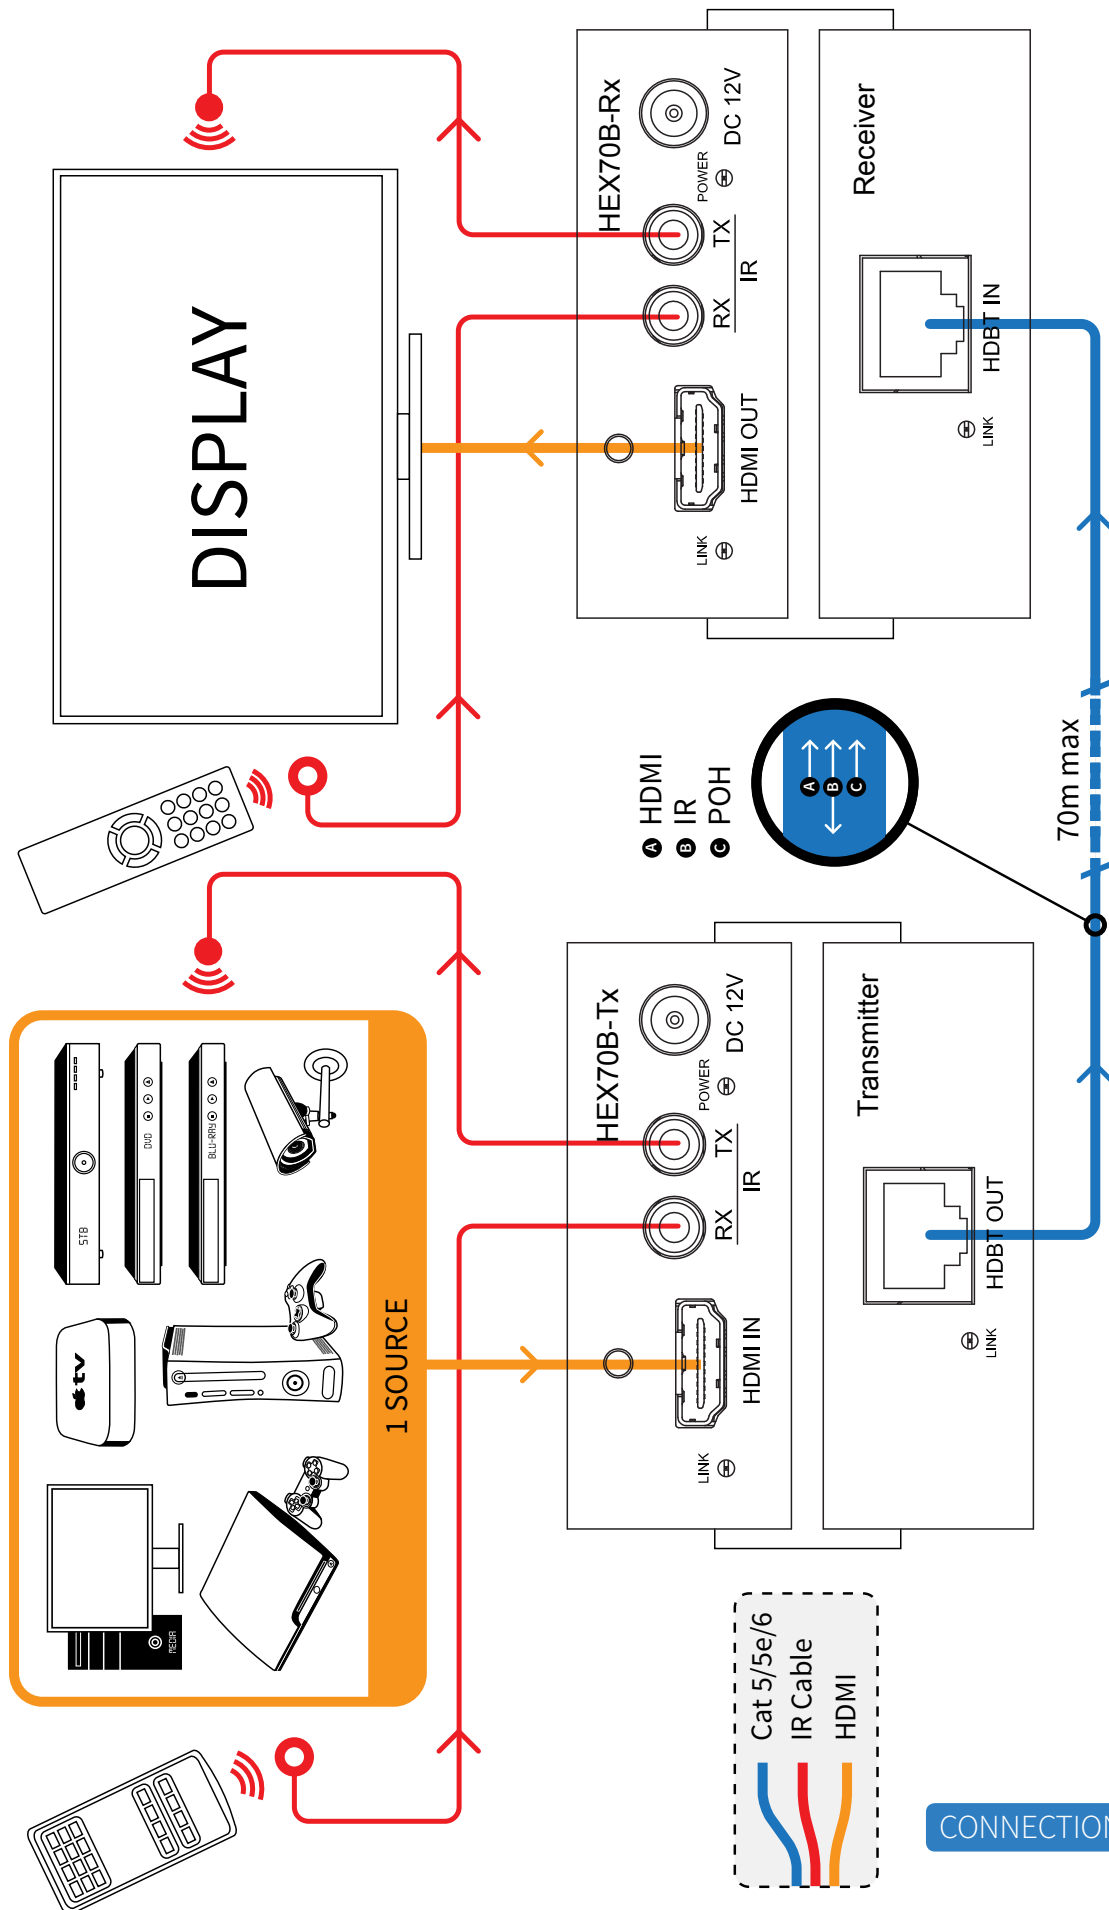 CONNECTION
Cat 5/5e/6
IR Cable
HDMI
MEDIA
tv
STB
DVD
BLU-RAY
1 SOURCE
HEX70B-Tx
LINK
HDMI IN
RX
TX
IR
POWER
DC 12V
Transmitter
LINK
HDBT OUT
A HDMI
B IR
C POH
A
B
C
70m max
DISPLAY
HEX70B-Rx
LINK
HDMI OUT
RX
TX
IR
POWER
DC 12V
Receiver
LINK
HDBT IN